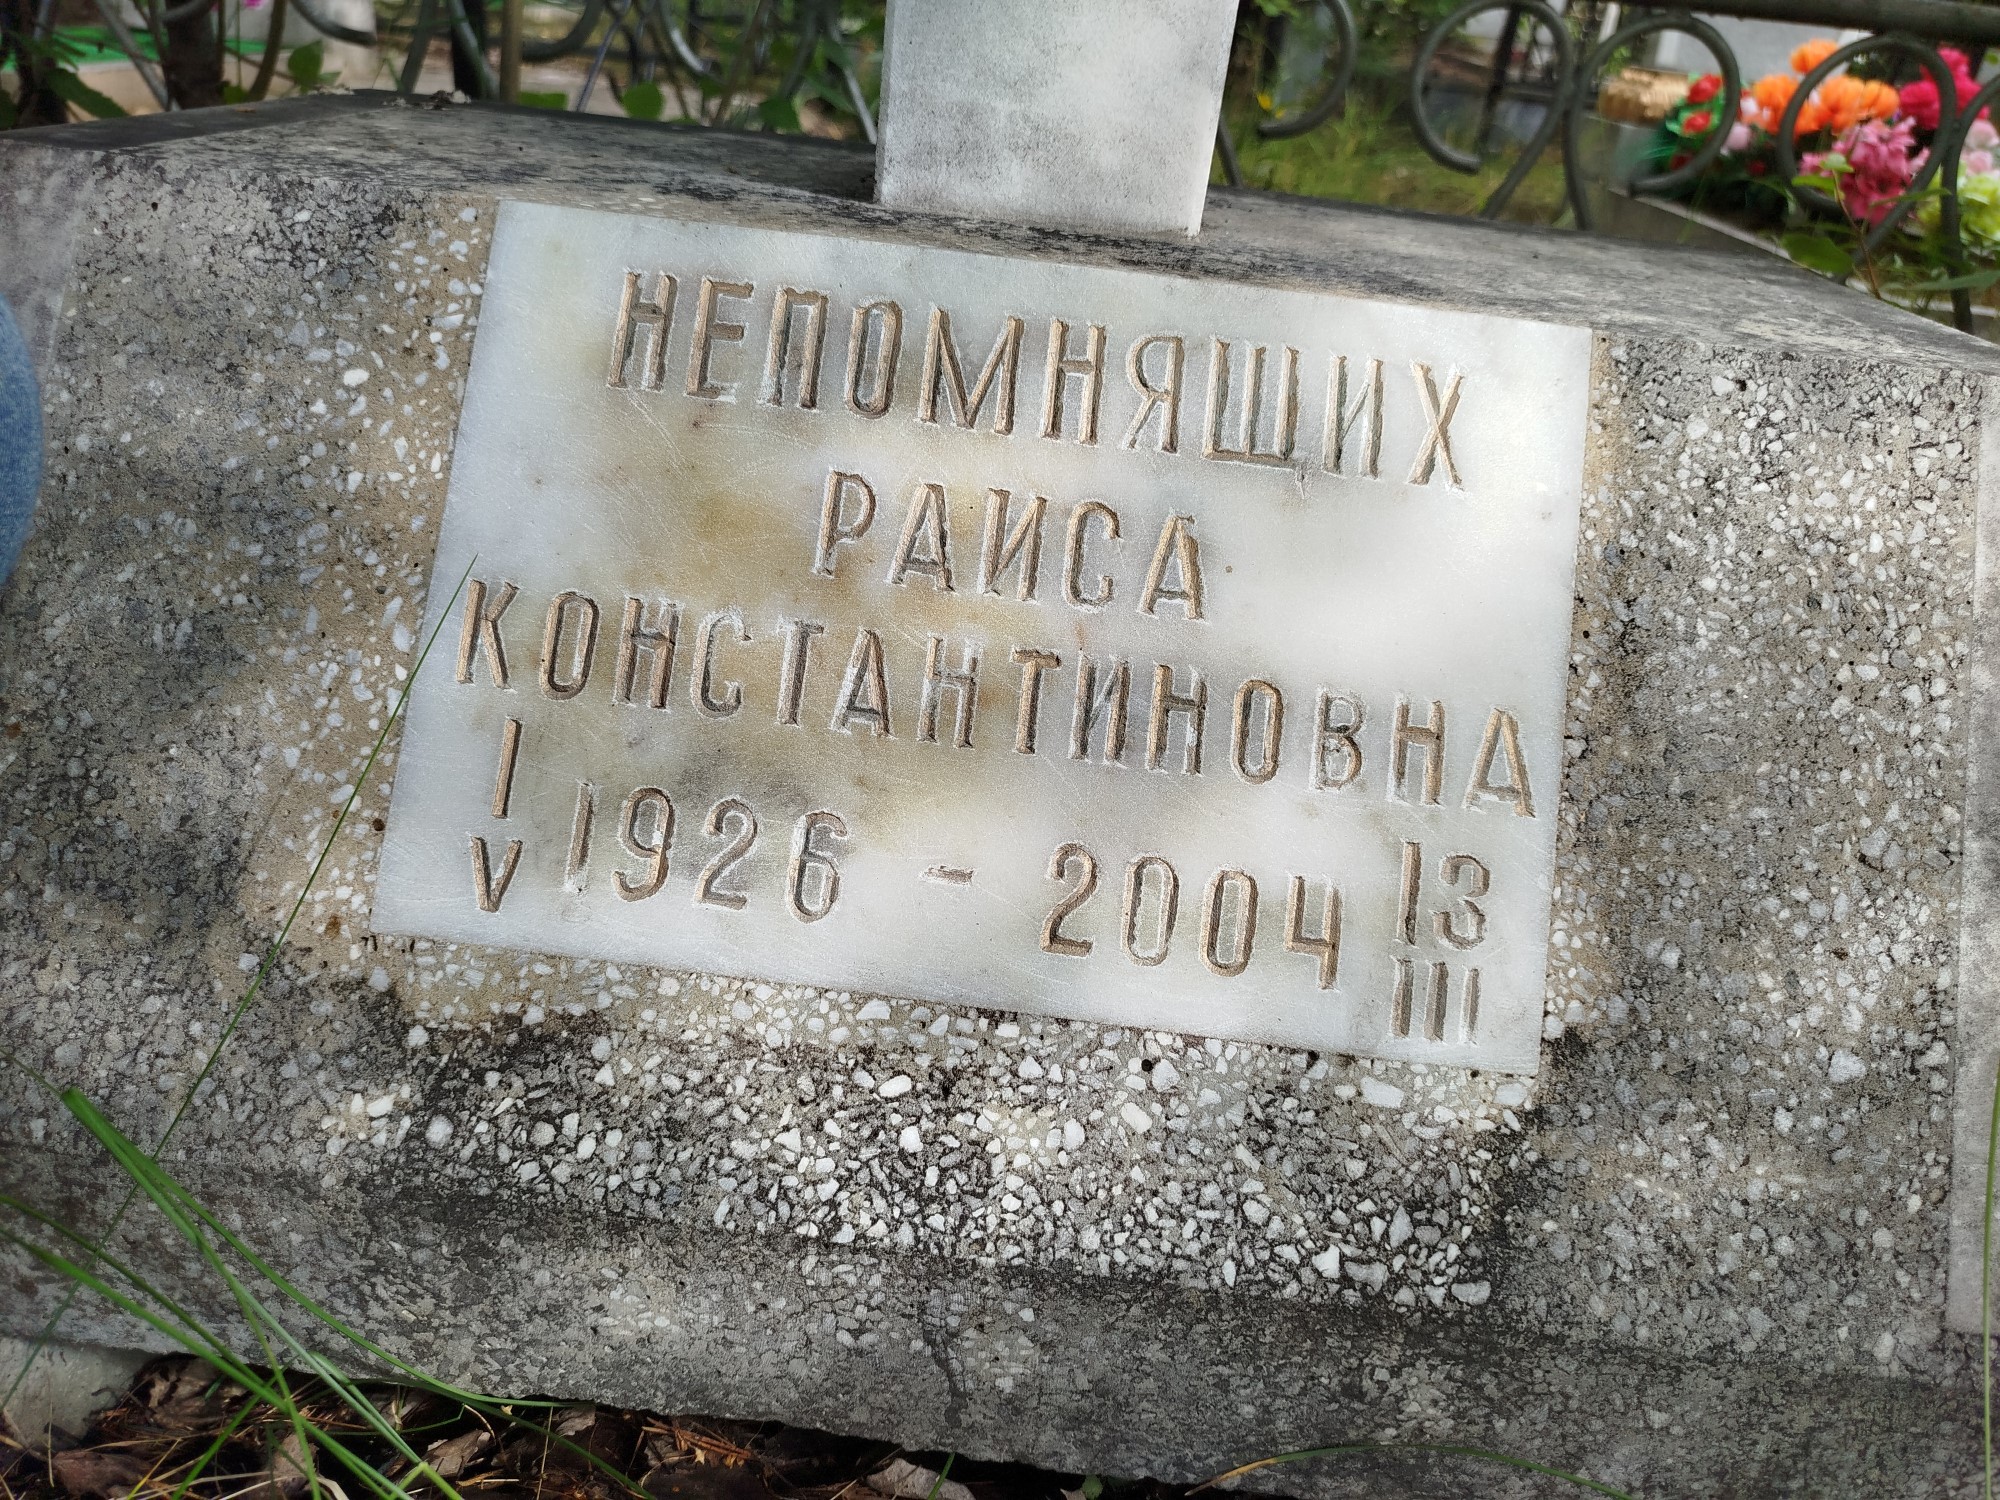 НЕПОМНЯЩИХ
РАИСА
КОНСТАНТИНОВНА
I
V 1926 - 2004 13
III